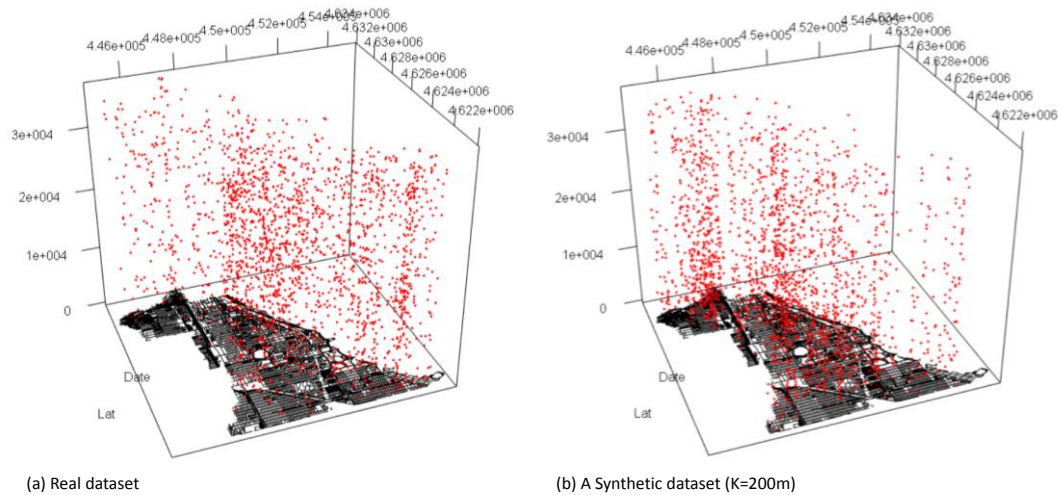 4.46e+005
4.48e+005
4.5e+005
4.52e+005
4.54e+005
4.634e+006
4.632e+006
4.63e+006
4.628e+006
4.626e+006
4.624e+006
4.622e+006
3e+004
2e+004
1e+004
0
Date
Lat
(a) Real dataset
4.46e+005
4.48e+005
4.5e+005
4.52e+005
4.54e+005
4.634e+006
4.632e+006
4.63e+006
4.628e+006
4.626e+006
4.624e+006
4.622e+006
3e+004
2e+004
1e+004
0
Date
Lat
(b) A Synthetic dataset (K=200m)